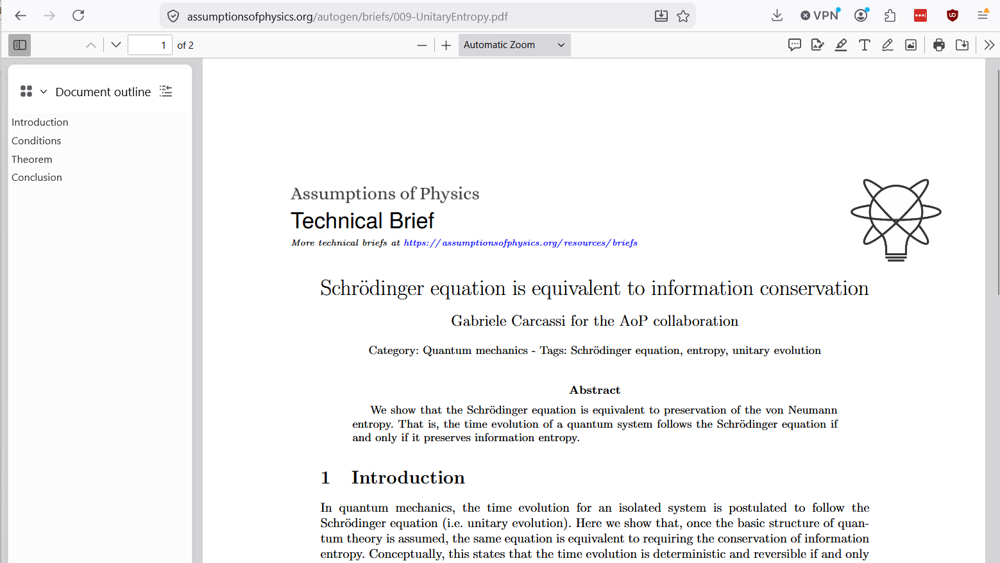 assumptionsofphysics.org/autogen/briefs/009-UnitaryEntropy.pdf
VPN
1 of 2
Automatic Zoom
Document outline
Introduction
Conditions
Theorem
Conclusion
Assumptions of Physics
Technical Brief
More technical briefs at https://assumptionsofphysics.org/resources/briefs
Schrödinger equation is equivalent to information conservation
Gabriele Carcassi for the AoP collaboration
Category: Quantum mechanics - Tags: Schrödinger equation, entropy, unitary evolution
Abstract
We show that the Schrödinger equation is equivalent to preservation of the von Neumann
entropy. That is, the time evolution of a quantum system follows the Schrödinger equation if
and only if it preserves information entropy.
1 Introduction
In quantum mechanics, the time evolution for an isolated system is postulated to follow the
Schrödinger equation (i.e. unitary evolution). Here we show that, once the basic structure of quan-
tum theory is assumed, the same equation is equivalent to requiring the conservation of information
entropy. Conceptually, this states that the time evolution is deterministic and reversible if and only